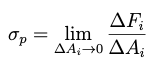 σ_p = lim_{ΔA_i→0} ΔF_i / ΔA_i